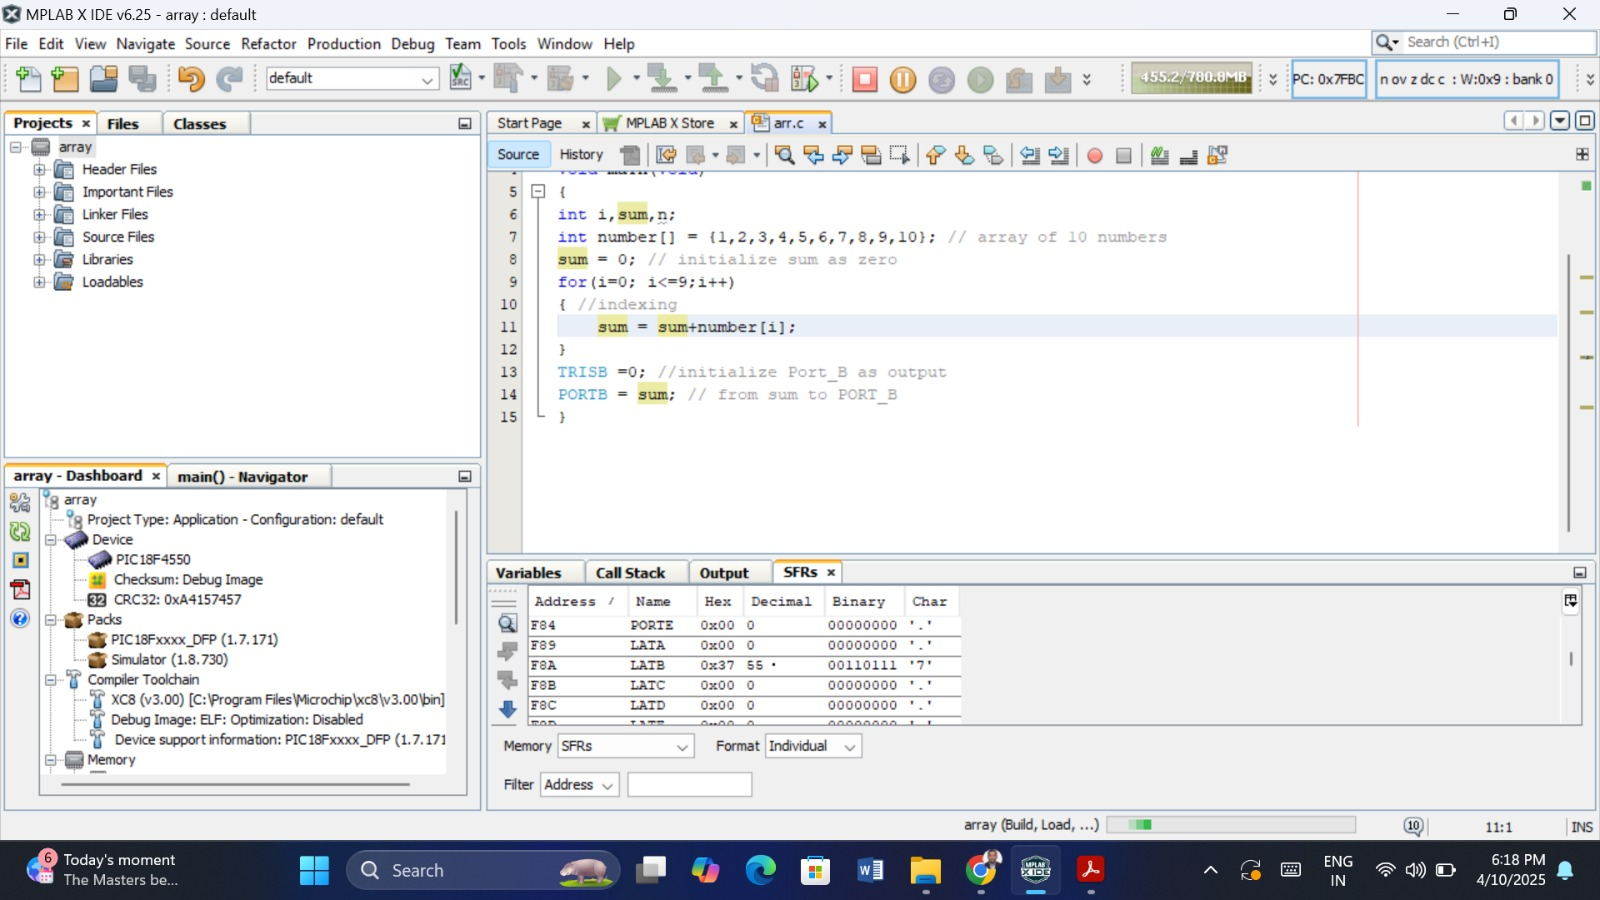 MPLAB X IDE v6.25 - array : default
File Edit View Navigate Source Refactor Production Debug Team Tools Window Help
Search (Ctrl+I)
default
455.2/780.8MB
PC: 0x7FBC
n ov z dc c : W:0x9 : bank 0
Projects Files Classes
array
Header Files
Important Files
Linker Files
Source Files
Libraries
Loadables
array - Dashboard main() - Navigator
array
Project Type: Application - Configuration: default
Device
PIC18F4550
Checksum: Debug Image
CRC32: 0xA4157457
Packs
PIC18Fxxxx_DFP (1.7.171)
Simulator (1.8.730)
Compiler Toolchain
XC8 (v3.00) [C:\Program Files\Microchip\xc8\v3.00\bin]
Debug Image: ELF: Optimization: Disabled
Device support information: PIC18Fxxxx_DFP (1.7.171
Memory
Start Page MPLAB X Store arr.c
Source History
void main(void)
5 {
6 int i,sum,n;
7 int number[] = {1,2,3,4,5,6,7,8,9,10}; // array of 10 numbers
8 sum = 0; // initialize sum as zero
9 for(i=0; i<=9;i++)
10 { //indexing
11 sum = sum+number[i];
12 }
13 TRISB =0; //initialize Port_B as output
14 PORTB = sum; // from sum to PORT_B
15 }
Variables Call Stack Output SFRs
Address / Name Hex Decimal Binary Char
F84 PORTE 0x00 0 00000000 '.'
F89 LATA 0x00 0 00000000 '.'
F8A LATB 0x37 55 00110111 '7'
F8B LATC 0x00 0 00000000 '.'
F8C LATD 0x00 0 00000000 '.'
Memory SFRs Format Individual
Filter Address
array (Build, Load, ...)
10
11:1
INS
6
Today's moment
The Masters be...
Search
ENG
IN
6:18 PM
4/10/2025